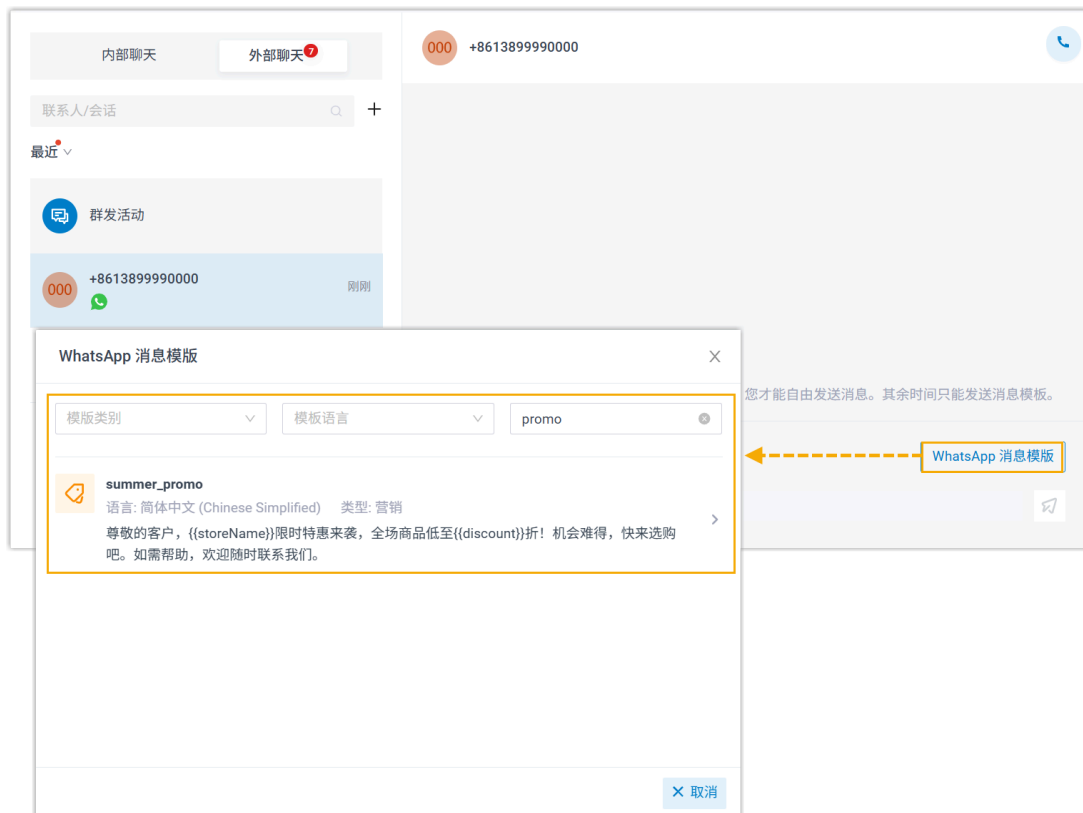 内部聊天
外部聊天
7
000
+8613899990000
联系人/会话
最近
群发活动
000
+8613899990000
刚刚
您才能自由发送消息。其余时间只能发送消息模板。
WhatsApp 消息模版
WhatsApp 消息模版
模版类别
模板语言
promo
summer_promo
语言: 简体中文 (Chinese Simplified) 类型: 营销
尊敬的客户，{{storeName}}限时特惠来袭，全场商品低至{{discount}}折！机会难得，快来选购
吧。如需帮助，欢迎随时联系我们。
取消